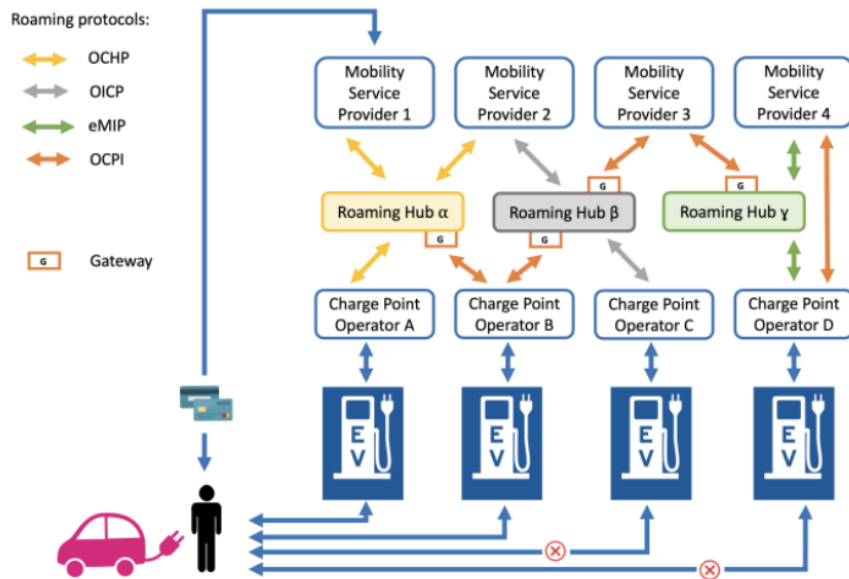 Roaming protocols:
OCHP
OICP
eMIP
OCPI
G Gateway
Mobility
Service
Provider 1
Mobility
Service
Provider 2
Mobility
Service
Provider 3
Mobility
Service
Provider 4
G
G
Roaming Hub α
Roaming Hub β
Roaming Hub ɣ
G
G
Charge Point
Operator A
Charge Point
Operator B
Charge Point
Operator C
Charge Point
Operator D
E
V
E
V
E
V
E
V